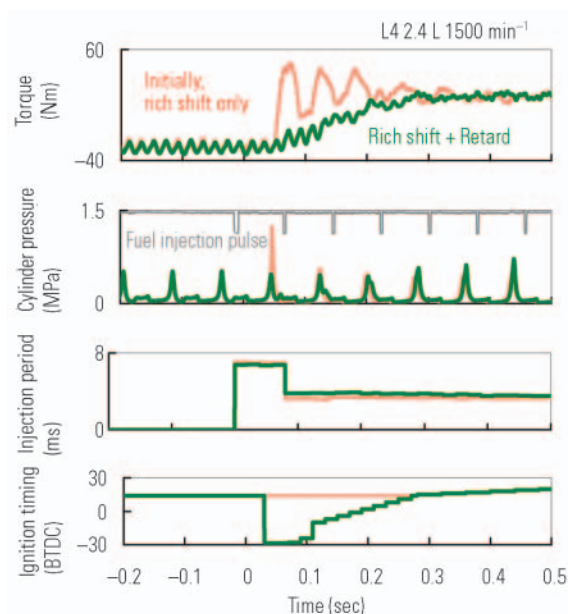 L4 2.4 L 1500 min⁻¹
60
Initially,
rich shift only
Torque
(Nm)
Rich shift + Retard
−40
1.5
Fuel injection pulse
Cylinder pressure
(MPa)
0
8
Injection period
(ms)
0
30
0
−30
Ignition timing
(BTDC)
−0.2 −0.1 0 0.1 0.2 0.3 0.4 0.5
Time (sec)